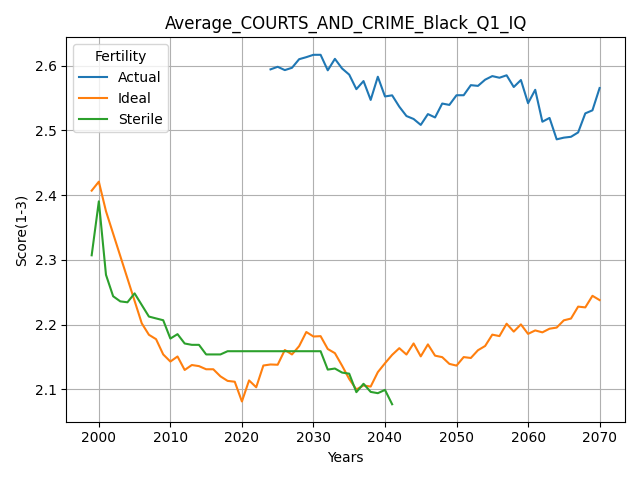 Average_COURTS_AND_CRIME_Black_Q1_IQ
Fertility
Actual
Ideal
Sterile
Score(1-3)
2.6
2.5
2.4
2.3
2.2
2.1
2000 2010 2020 2030 2040 2050 2060 2070
Years